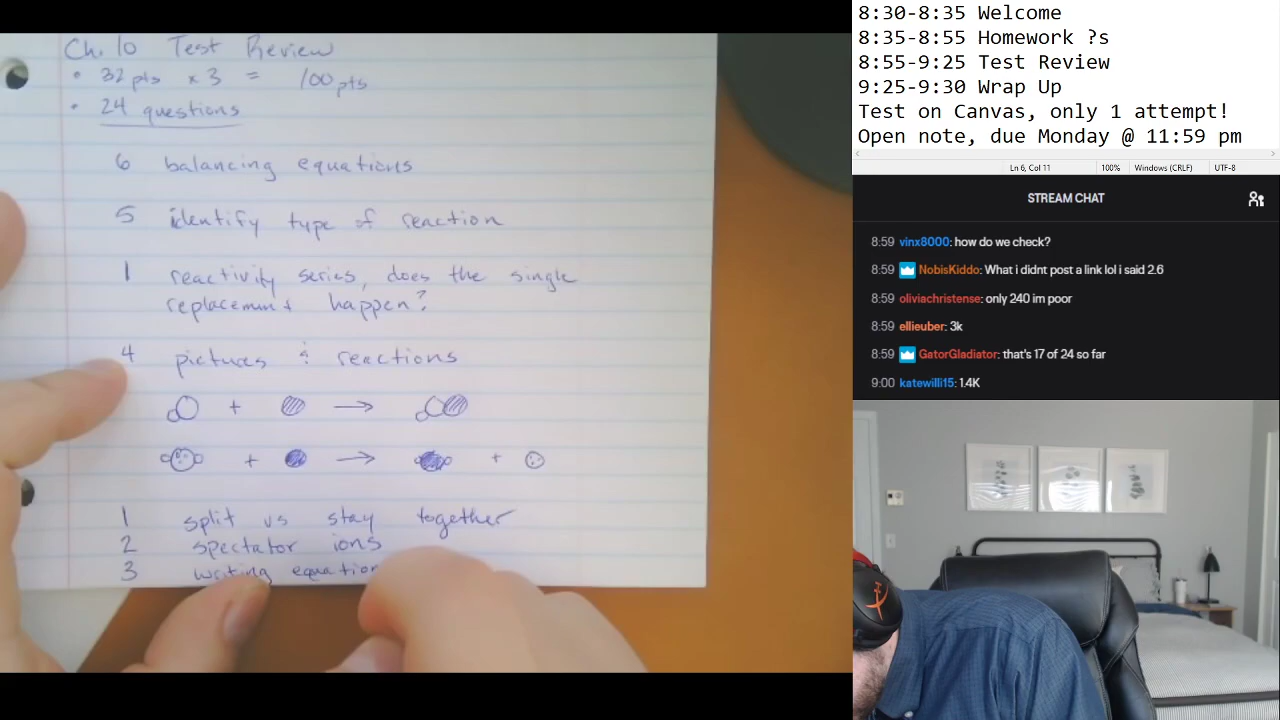 Ch. 10 Test Review
• 32 pts x 3 = 100 pts
• 24 questions
6 balancing equations
5 identify type of reaction
1 reactivity series, does the single
replacement happen?
4 pictures & reactions
+ →
+ → +
1 split vs stay together
2 spectator ions
3 writing equation
8:30-8:35 Welcome
8:35-8:55 Homework ?s
8:55-9:25 Test Review
9:25-9:30 Wrap Up
Test on Canvas, only 1 attempt!
Open note, due Monday @ 11:59 pm
Ln 6, Col 11 100% Windows (CRLF) UTF-8
STREAM CHAT
8:59 vinx8000: how do we check?
8:59 NobisKiddo: What i didnt post a link lol i said 2.6
8:59 oliviachristense: only 240 im poor
8:59 ellieuber: 3k
8:59 GatorGladiator: that's 17 of 24 so far
9:00 katewilli15: 1.4K